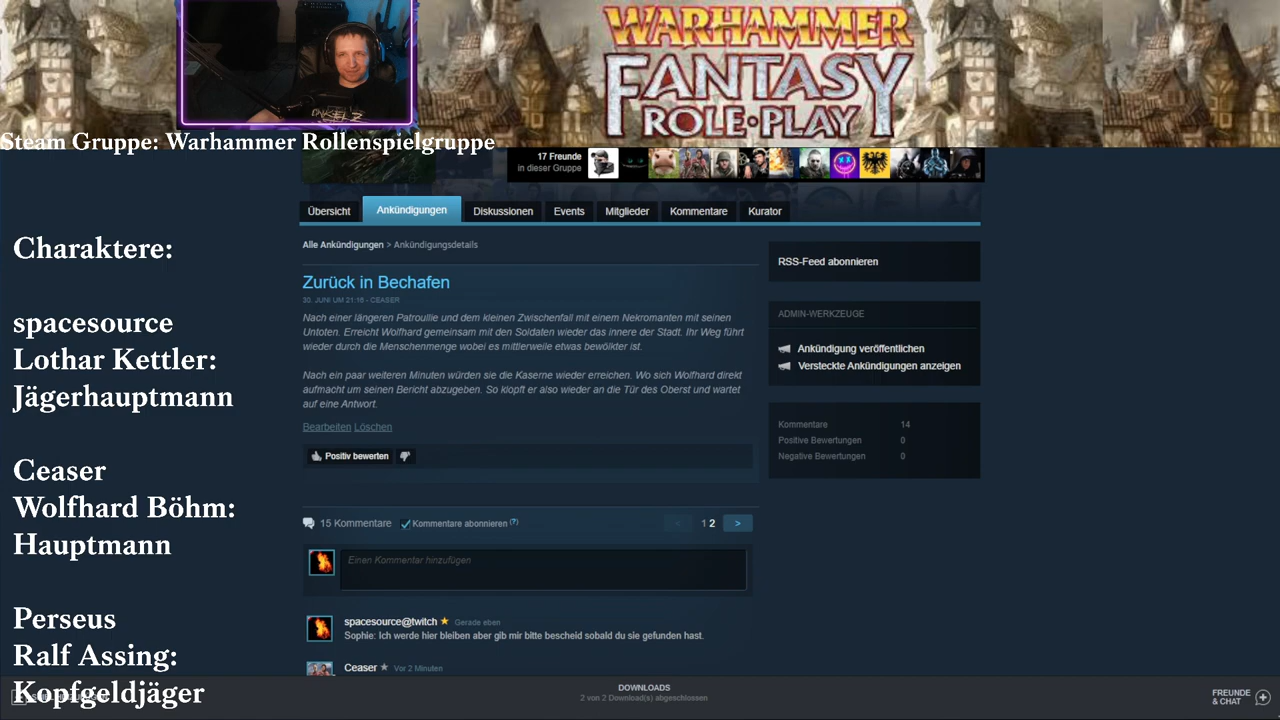 WARHAMMER
FANTASY
ROLE·PLAY
Steam Gruppe: Warhammer Rollenspielgruppe
17 Freunde
in dieser Gruppe
Übersicht
Ankündigungen
Diskussionen
Events
Mitglieder
Kommentare
Kurator
Charaktere:
spacesource
Lothar Kettler:
Jägerhauptmann
Ceaser
Wolfhard Böhm:
Hauptmann
Perseus
Ralf Assing:
Kopfgeldjäger
Alle Ankündigungen > Ankündigungsdetails
Zurück in Bechafen
30. JUNI UM 21:16 - CEASER
Nach einer längeren Patroullie und dem kleinen Zwischenfall mit einem Nekromanten mit seinen
Untoten. Erreicht Wolfhard gemeinsam mit den Soldaten wieder das innere der Stadt. Ihr Weg führt
wieder durch die Menschenmenge wobei es mittlerweile etwas bewölkter ist.
Nach ein paar weiteren Minuten würden sie die Kaserne wieder erreichen. Wo sich Wolfhard direkt
aufmacht um seinen Bericht abzugeben. So klopft er also wieder an die Tür des Oberst und wartet
auf eine Antwort.
Bearbeiten Löschen
Positiv bewerten
15 Kommentare
Kommentare abonnieren (?)
< 1 2 >
Einen Kommentar hinzufügen
spacesource@twitch Gerade eben
Sophie: Ich werde hier bleiben aber gib mir bitte bescheid sobald du sie gefunden hast.
Ceaser Vor 2 Minuten
RSS-Feed abonnieren
ADMIN-WERKZEUGE
Ankündigung veröffentlichen
Versteckte Ankündigungen anzeigen
Kommentare 14
Positive Bewertungen 0
Negative Bewertungen 0
DOWNLOADS
2 von 2 Download(s) abgeschlossen
FREUNDE
& CHAT